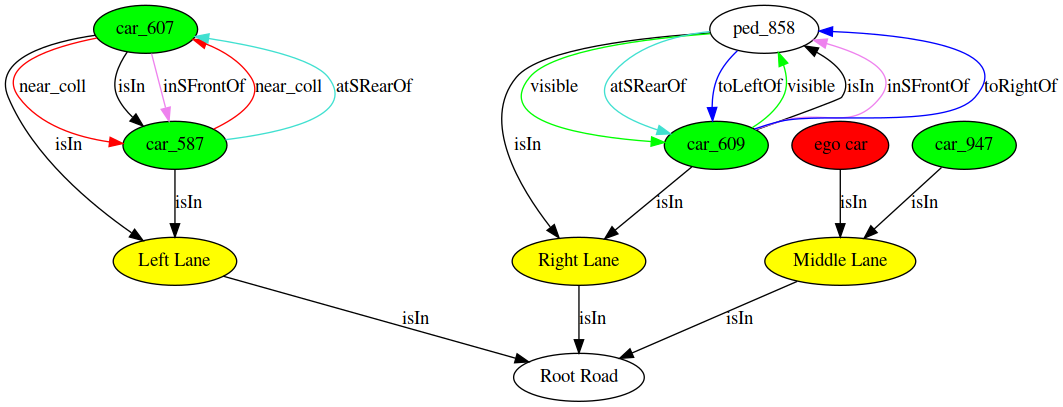 car_607
ped_858
near_coll
isIn
inSFrontOf
near_coll
atSRearOf
visible
atSRearOf
toLeftOf
visible
isIn
inSFrontOf
toRightOf
isIn
car_587
isIn
car_609
ego car
car_947
isIn
isIn
isIn
isIn
Left Lane
Right Lane
Middle Lane
isIn
isIn
isIn
Root Road